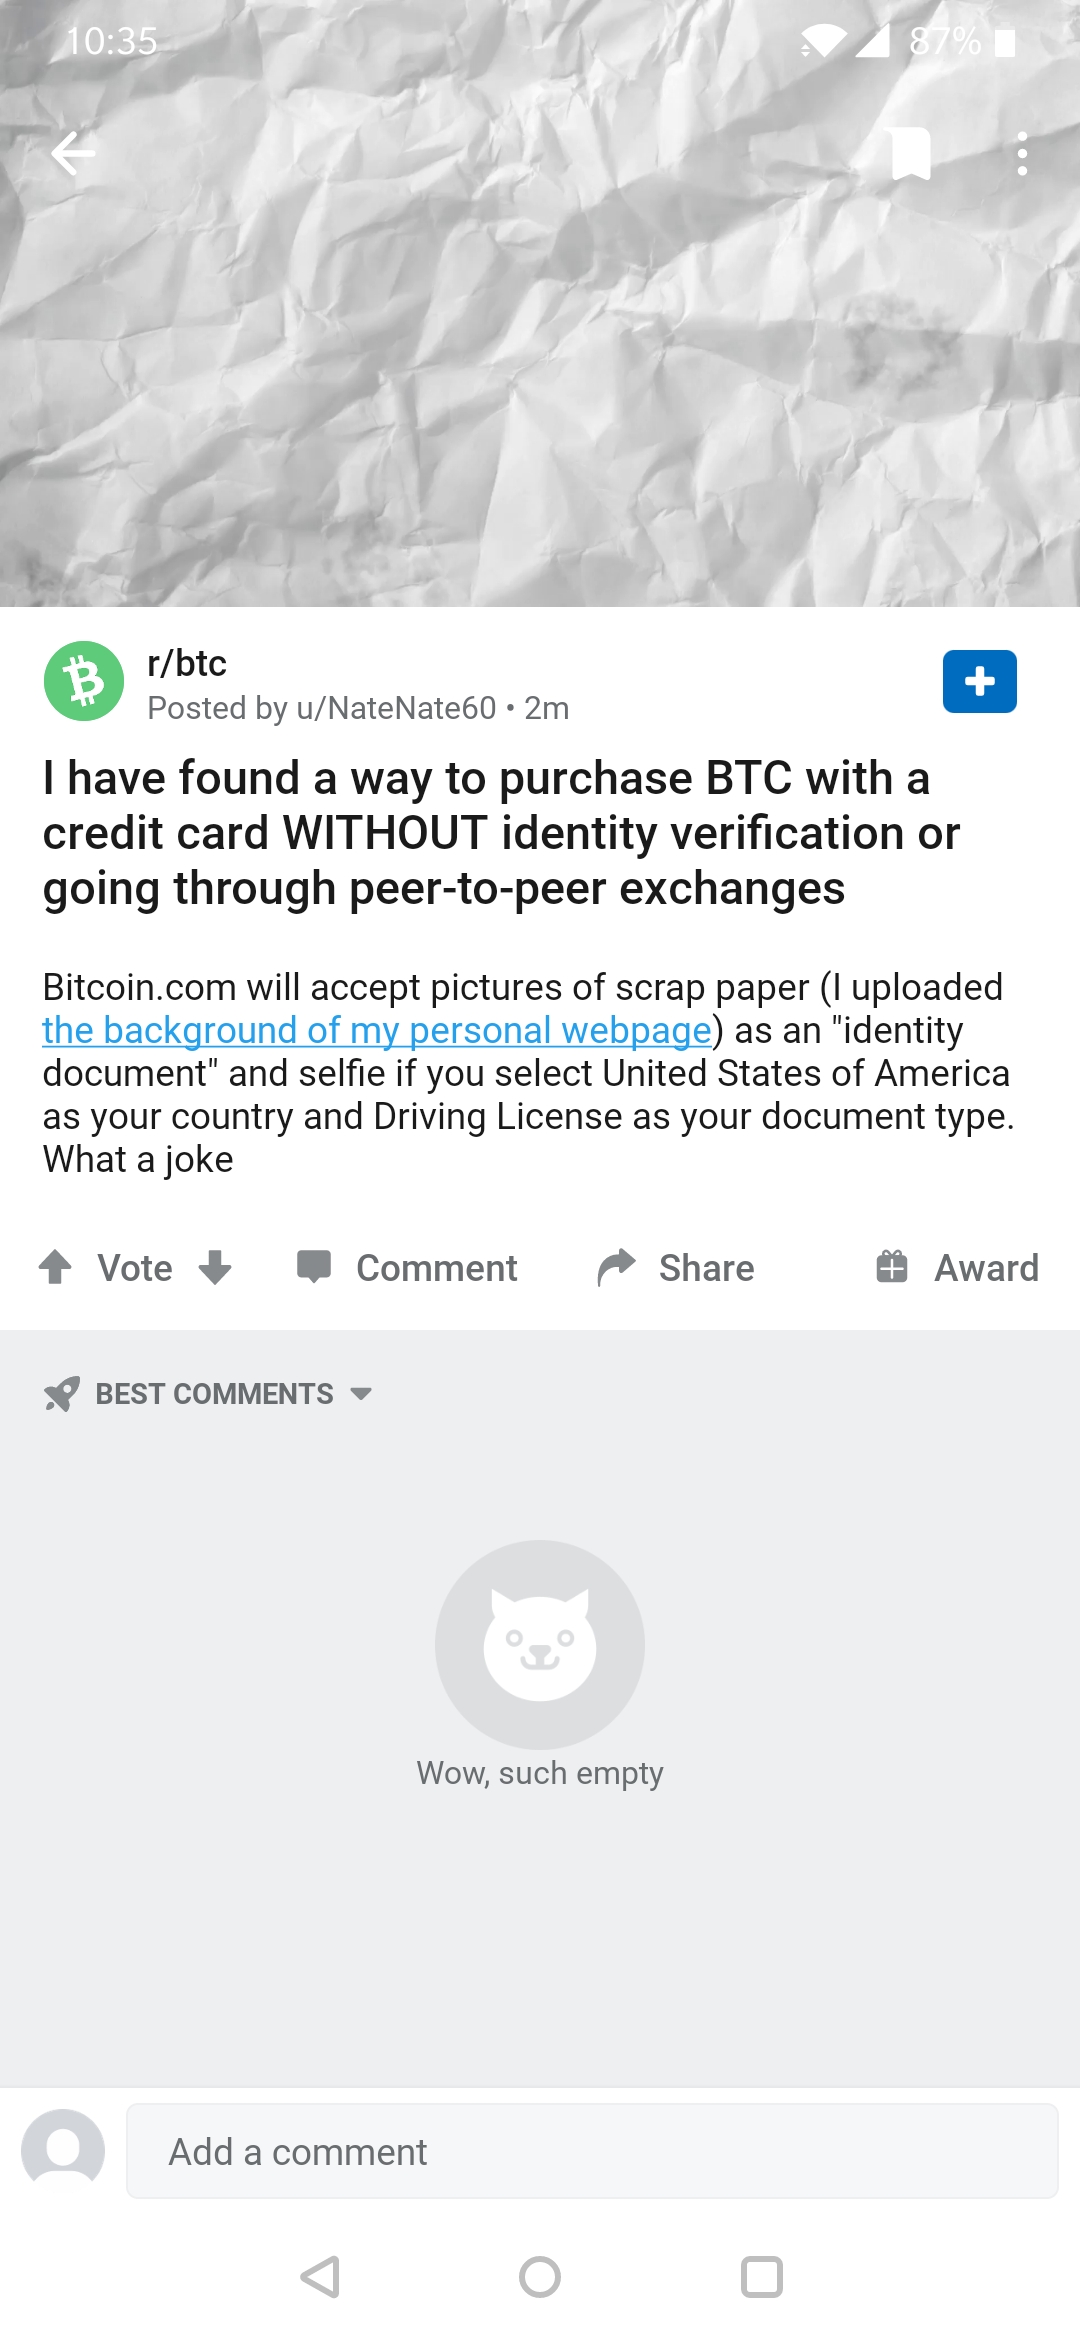 10:35
87%
r/btc
Posted by u/NateNate60 • 2m
I have found a way to purchase BTC with a
credit card WITHOUT identity verification or
going through peer-to-peer exchanges
Bitcoin.com will accept pictures of scrap paper (I uploaded
the background of my personal webpage) as an "identity
document" and selfie if you select United States of America
as your country and Driving License as your document type.
What a joke
Vote
Comment
Share
Award
BEST COMMENTS
Wow, such empty
Add a comment